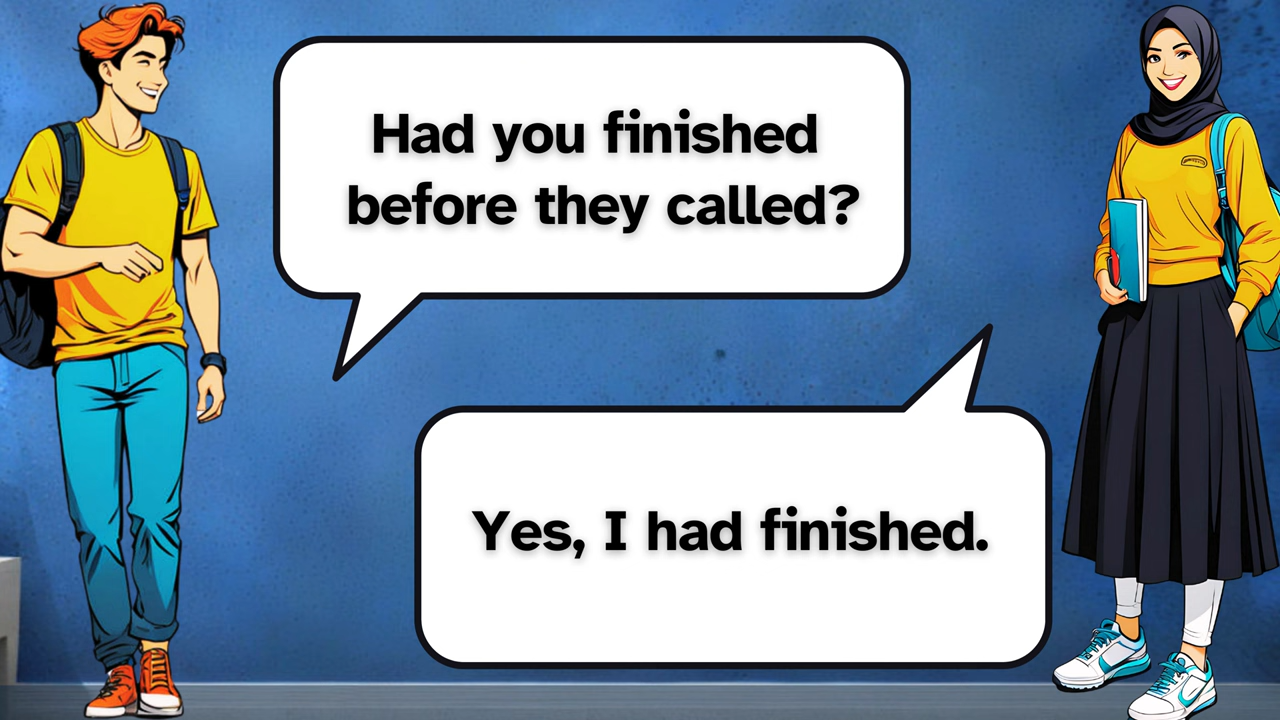 Had you finished
before they called?
Yes, I had finished.